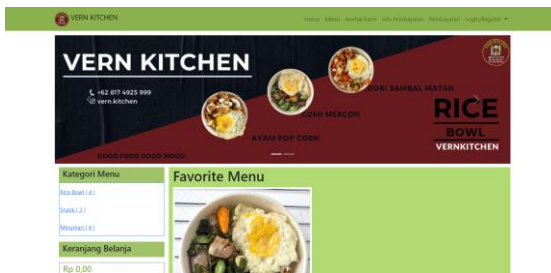 VERN KITCHEN
Home Menu Kontak Kami Info Pembayaran Pembayaran Login/Register
VERN KITCHEN
+62 817 4925 999
@ vern.kitchen
DORI SAMBAL MATAH
CUMI MERCON
AYAM POP CORN
GOOD FOOD GOOD MOOD
RICE
BOWL
VERNKITCHEN
Kategori Menu
Rice Bowl ( 4 )
Snack ( 3 )
Minuman ( 4 )
Keranjang Belanja
Rp 0,00
Favorite Menu